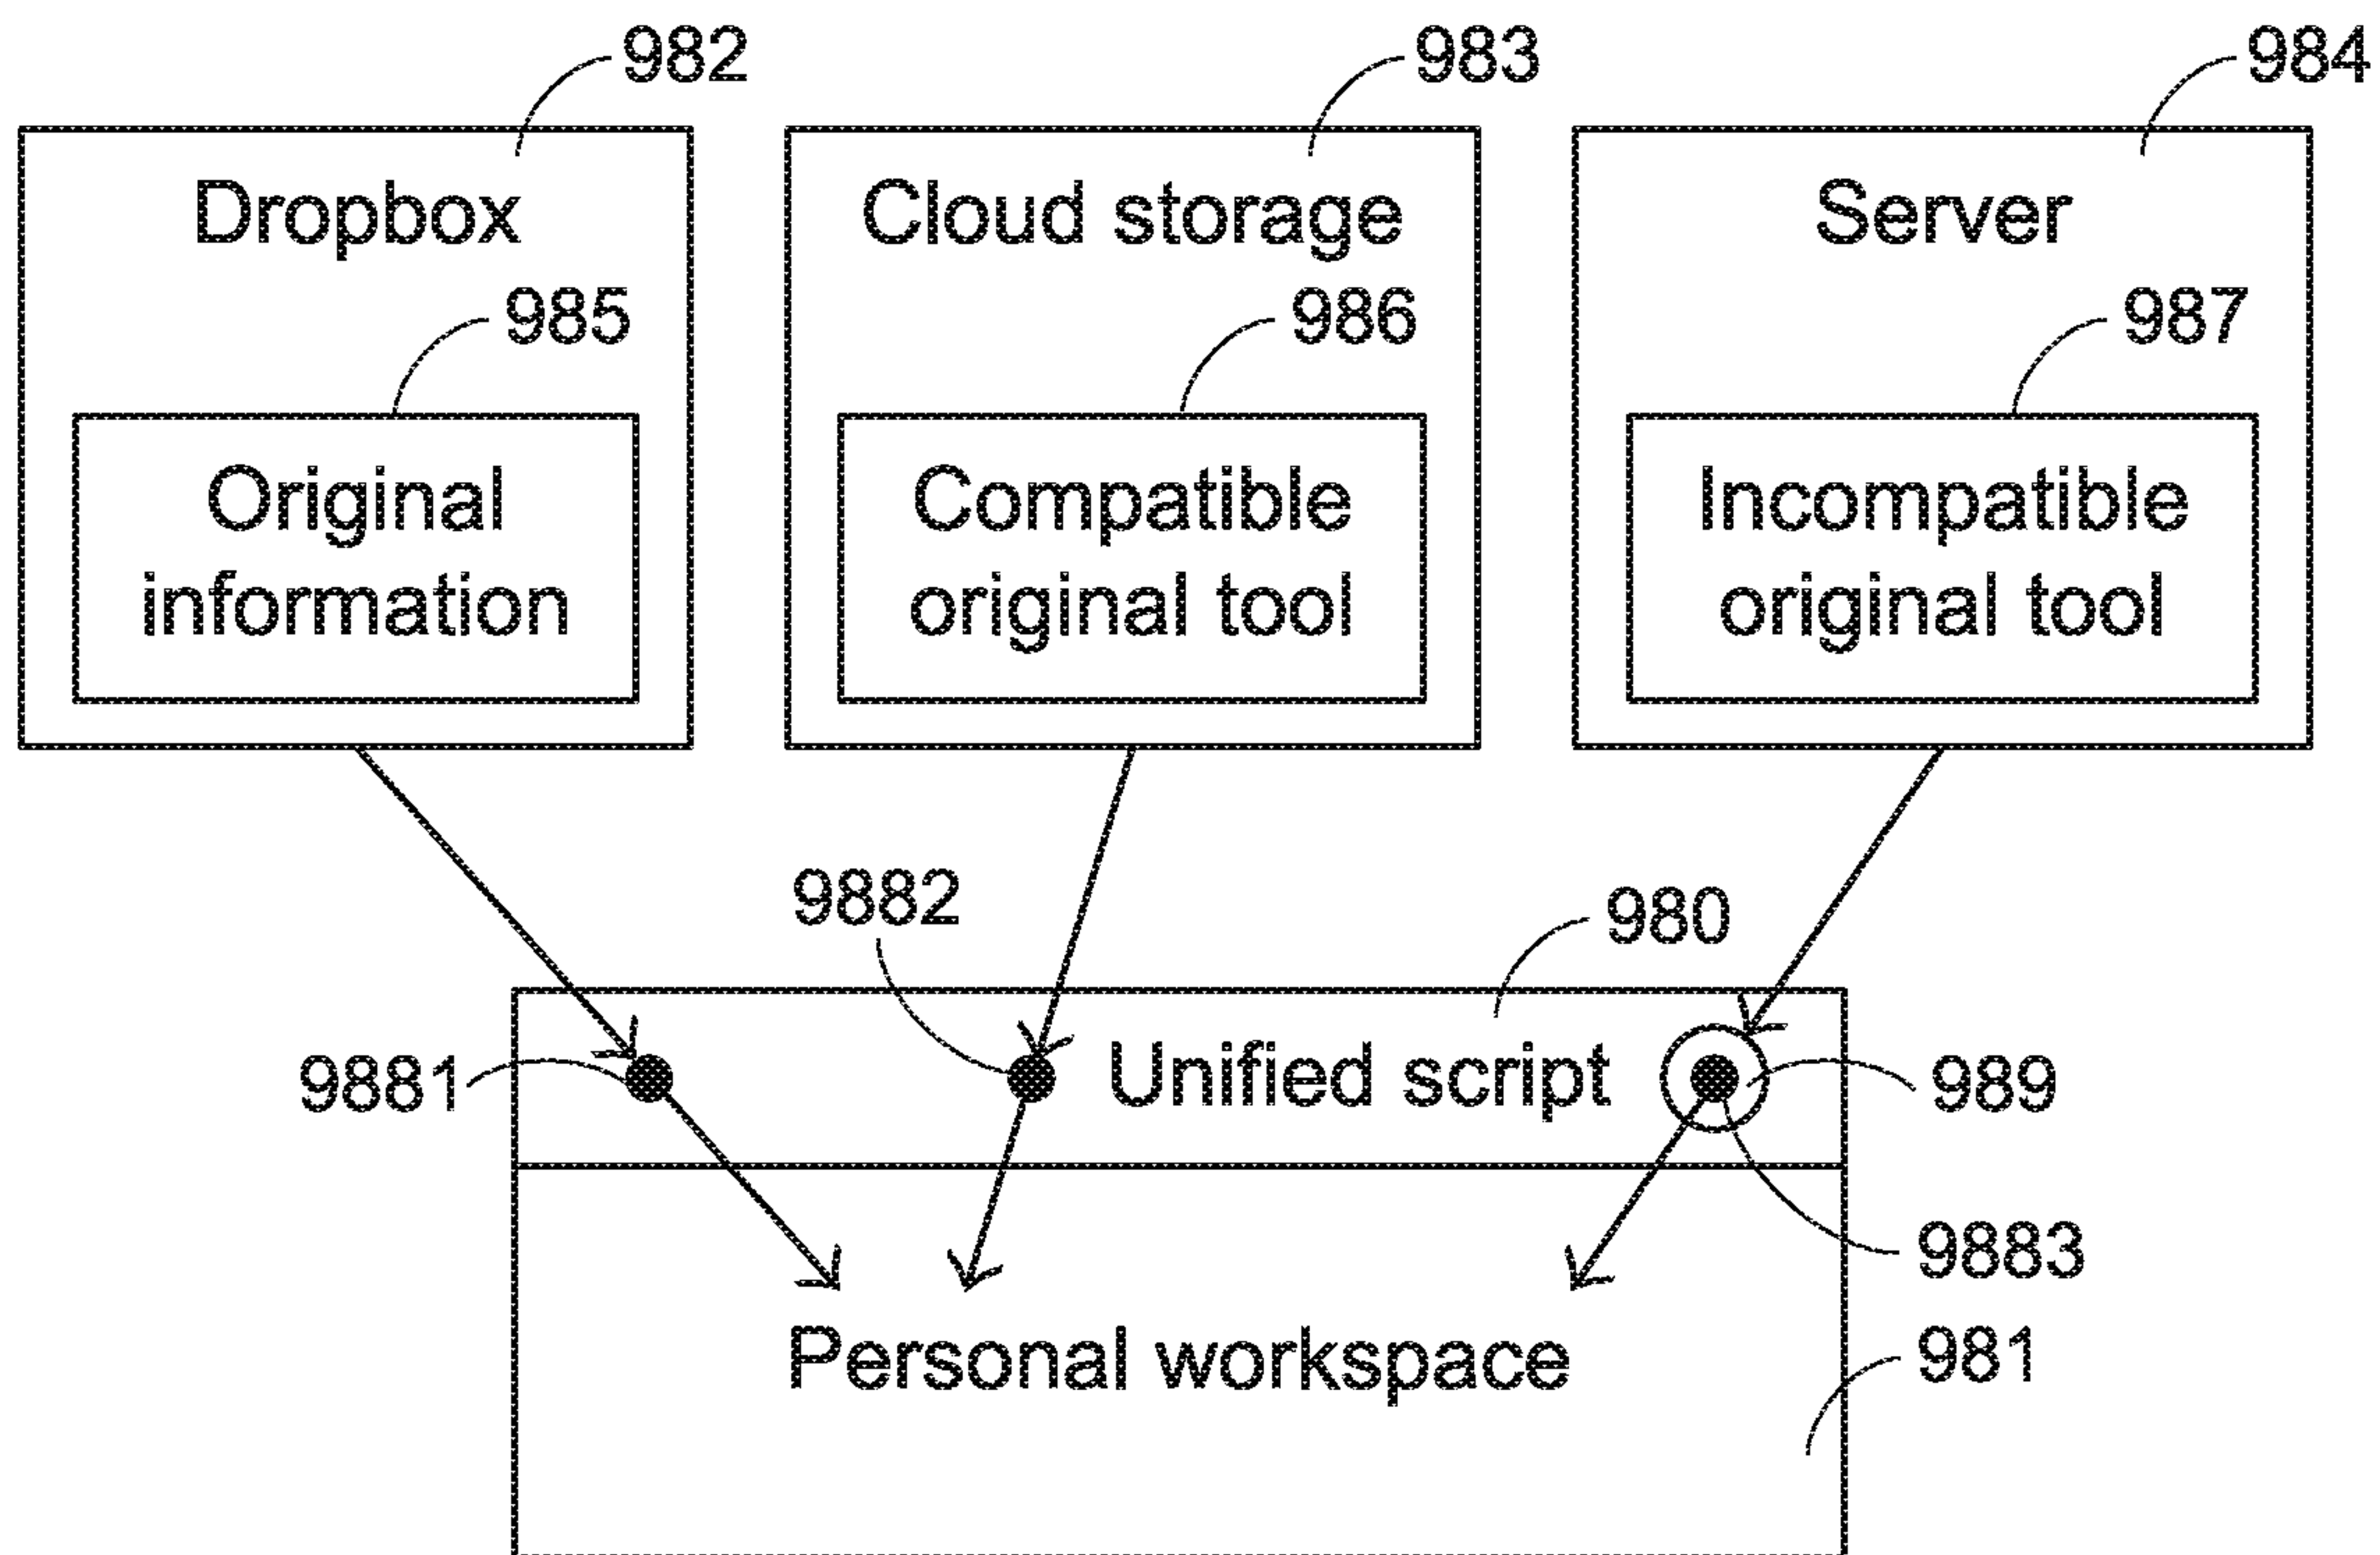 982
983
984
Dropbox
Cloud storage
Server
985
986
987
Original
information
Compatible
original tool
Incompatible
original tool
9882
980
9881
Unified script
989
9883
Personal workspace
981